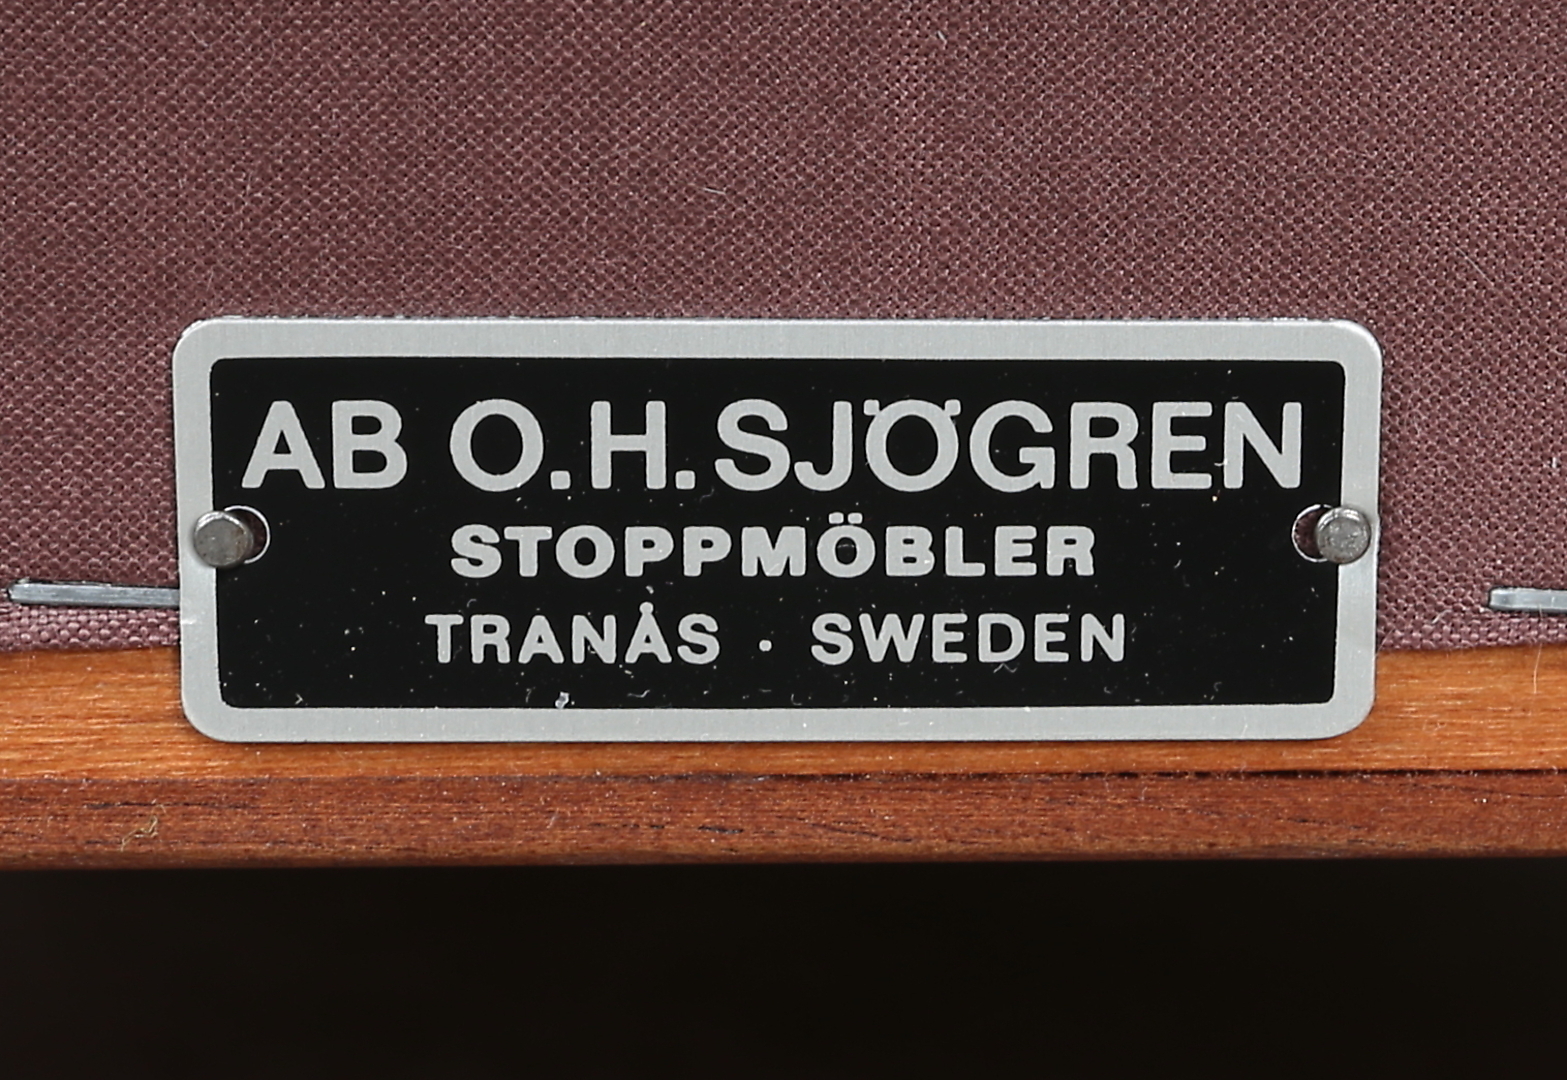 AB O.H. SJÖGREN
STOPPMÖBLER
TRANÅS · SWEDEN